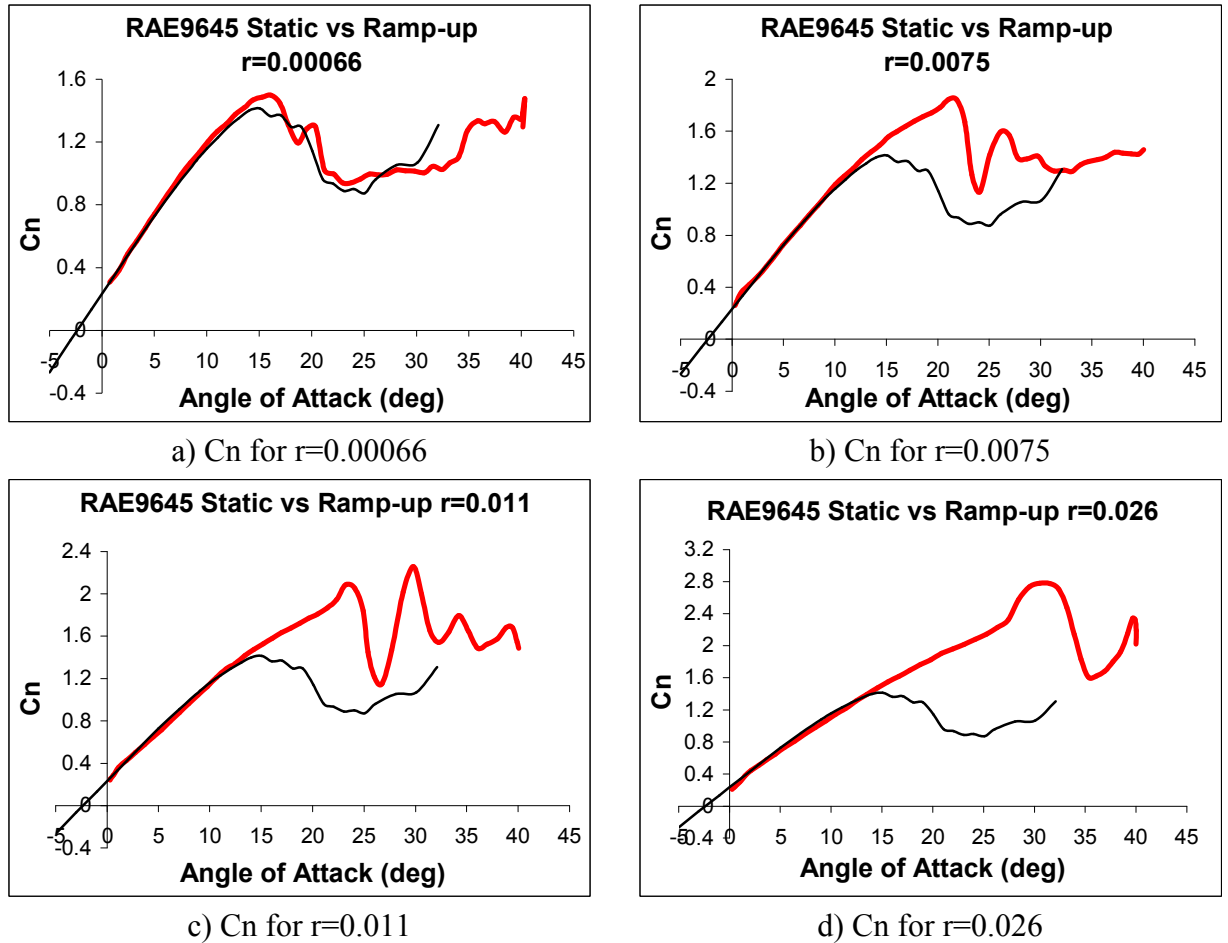 RAE9645 Static vs Ramp-up
r=0.00066
1.6
1.2
0.8
0.4
0
-0.4
Cn
-5 0 5 10 15 20 25 30 35 40 45
Angle of Attack (deg)
a) Cn for r=0.00066
RAE9645 Static vs Ramp-up
r=0.0075
2
1.6
1.2
0.8
0.4
0
-0.4
Cn
-5 0 5 10 15 20 25 30 35 40 45
Angle of Attack (deg)
b) Cn for r=0.0075
RAE9645 Static vs Ramp-up r=0.011
2.4
2
1.6
1.2
0.8
0.4
0
-0.4
Cn
-5 0 5 10 15 20 25 30 35 40 45
Angle of Attack (deg)
c) Cn for r=0.011
RAE9645 Static vs Ramp-up r=0.026
3.2
2.8
2.4
2
1.6
1.2
0.8
0.4
0
-0.4
Cn
-5 0 5 10 15 20 25 30 35 40 45
Angle of Attack (deg)
d) Cn for r=0.026